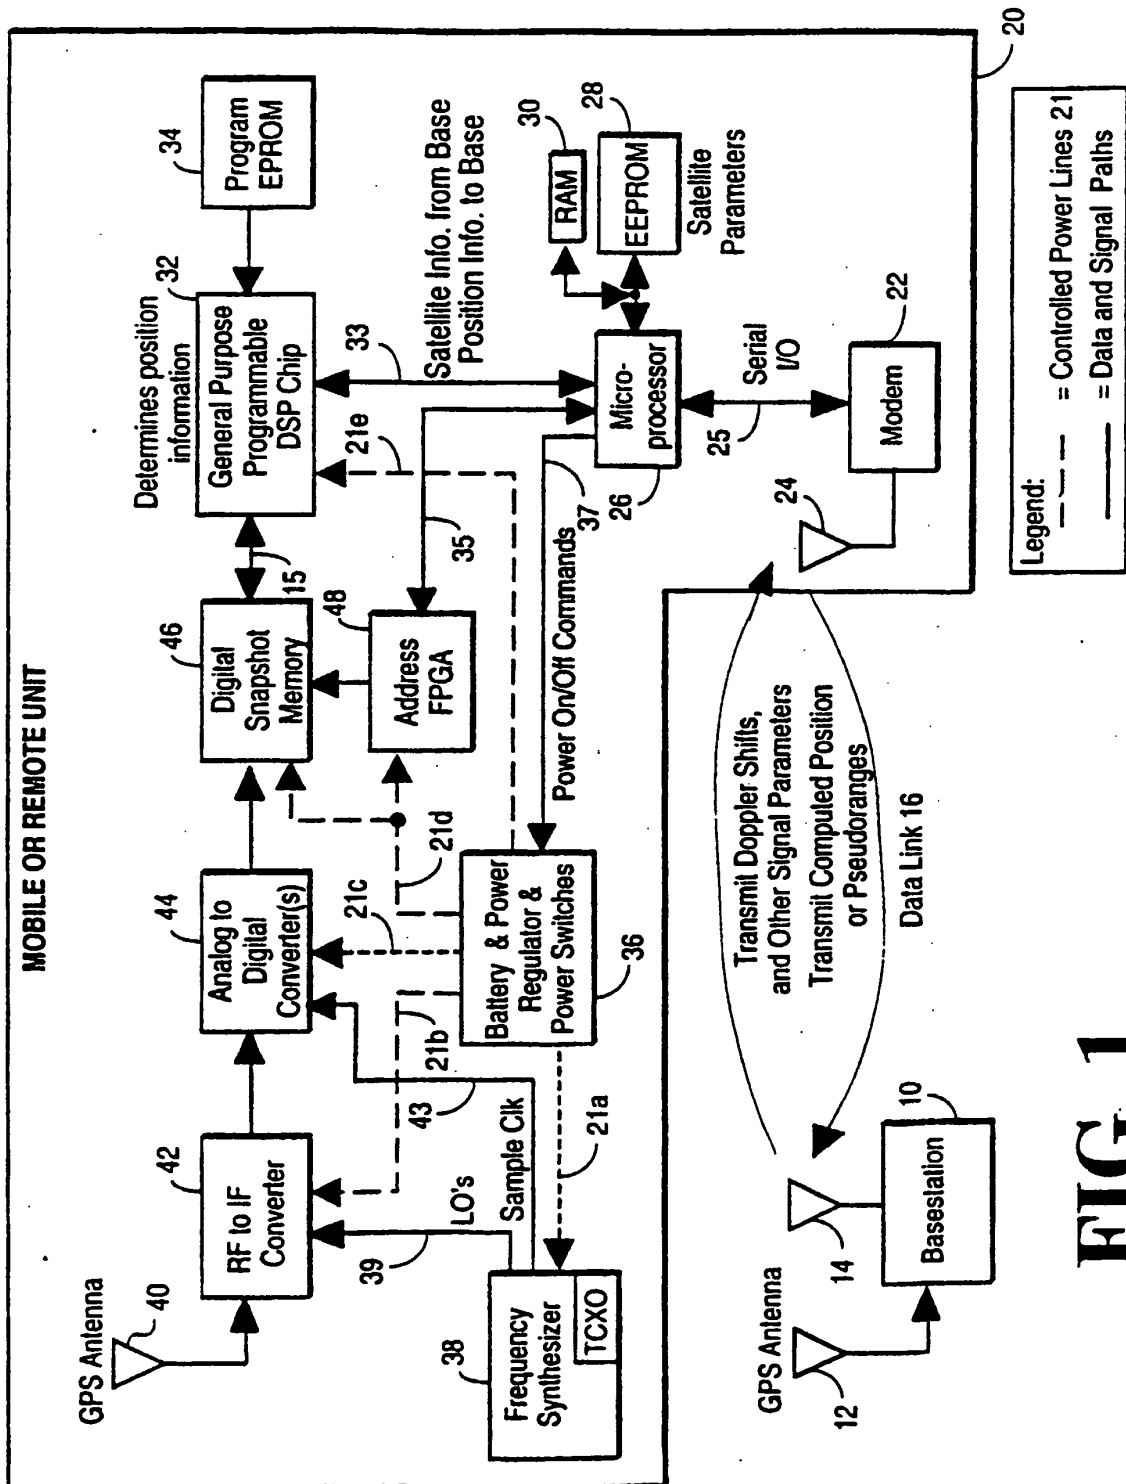 MOBILE OR REMOTE UNIT
GPS Antenna
40
42
RF to IF
Converter
44
Analog to
Digital
Converter(s)
46
Digital
Snapshot
Memory
15
Determines position
information
32
General Purpose
Programmable
DSP Chip
34
Program
EPROM
39
LO's
Sample Clk
43
21b
21c
21d
48
Address
FPGA
35
21e
33
Satellite Info. from Base
Position Info. to Base
38
Frequency
Synthesizer
TCXO
21a
Battery & Power
Regulator &
Power Switches
36
Power On/Off Commands
37
26
Micro-
processor
30
RAM
28
EEPROM
Satellite
Parameters
25
Serial
I/O
22
Modem
24
20
GPS Antenna
12
14
10
Basestation
Transmit Doppler Shifts,
and Other Signal Parameters
Transmit Computed Position
or Pseudoranges
Data Link 16
Legend:
= Controlled Power Lines 21
= Data and Signal Paths
FIG 1